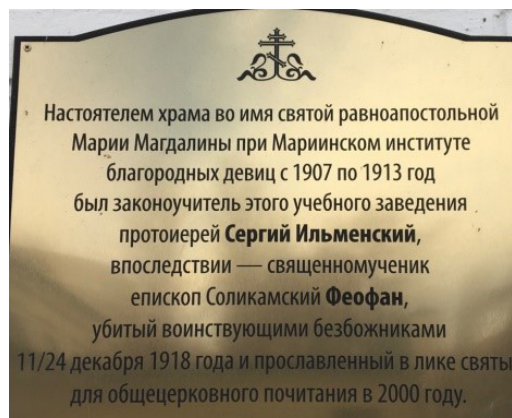 Настоятелем храма во имя святой равноапостольной
Марии Магдалины при Мариинском институте
благородных девиц с 1907 по 1913 год
был законоучитель этого учебного заведения
протоиерей Сергий Ильменский,
впоследствии — священномученик
епископ Соликамский Феофан,
убитый воинствующими безбожниками
11/24 декабря 1918 года и прославленный в лике святы
для общецерковного почитания в 2000 году.